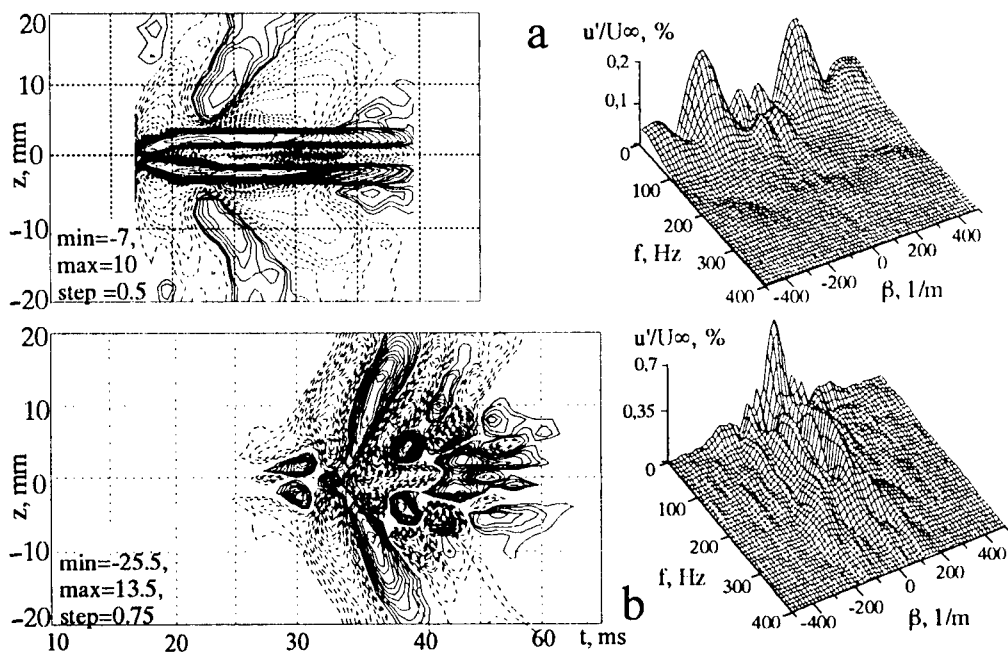 20
10
0
-10
-20
z, mm
min=-7,
max=10
step =0.5
a
u'/U∞, %
0,2
0,1
0
100
200
300
400
f, Hz
-400
-200
0
200
400
β, 1/m
20
10
0
-10
-20
z, mm
min=-25.5,
max=13.5,
step=0.75
10
20
30
40
60
t, ms
b
u'/U∞, %
0,7
0,35
0
100
200
300
400
f, Hz
-400
-200
0
200
400
β, 1/m